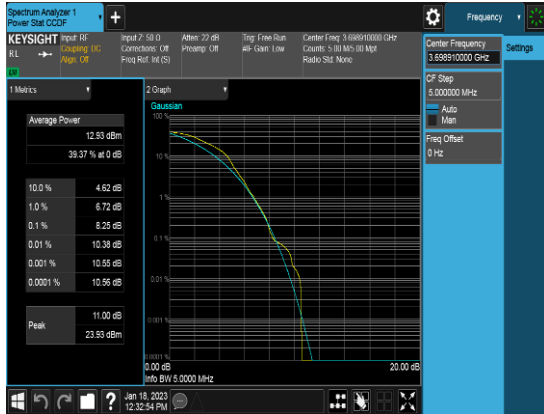 Spectrum Analyzer 1
Power Stat CCDF
Frequency
KEYSIGHT
RL
Input: RF
Coupling: DC
Align: Off
Input Z: 50 Ω
Corrections: Off
Freq Ref: Int (S)
Atten: 22 dB
Preamp: Off
Trig: Free Run
#IF Gain: Low
Center Freq: 3.698910000 GHz
Counts: 5.00 M/5.00 Mpt
Radio Std: None
Center Frequency
3.698910000 GHz
Settings
CF Step
5.000000 MHz
Auto
Man
Freq Offset
0 Hz
1 Metrics
2 Graph
Average Power
12.93 dBm
39.37 % at 0 dB
10.0 % 4.62 dB
1.0 % 6.72 dB
0.1 % 8.25 dB
0.01 % 10.38 dB
0.001 % 10.55 dB
0.0001 % 10.56 dB
Peak
11.00 dB
23.93 dBm
Gaussian
100 %
10 %
1 %
0.1 %
0.01 %
0.001 %
0.0001 %
0.00 dB
20.00 dB
Info BW 5.0000 MHz
Jan 18, 2023
12:32:54 PM